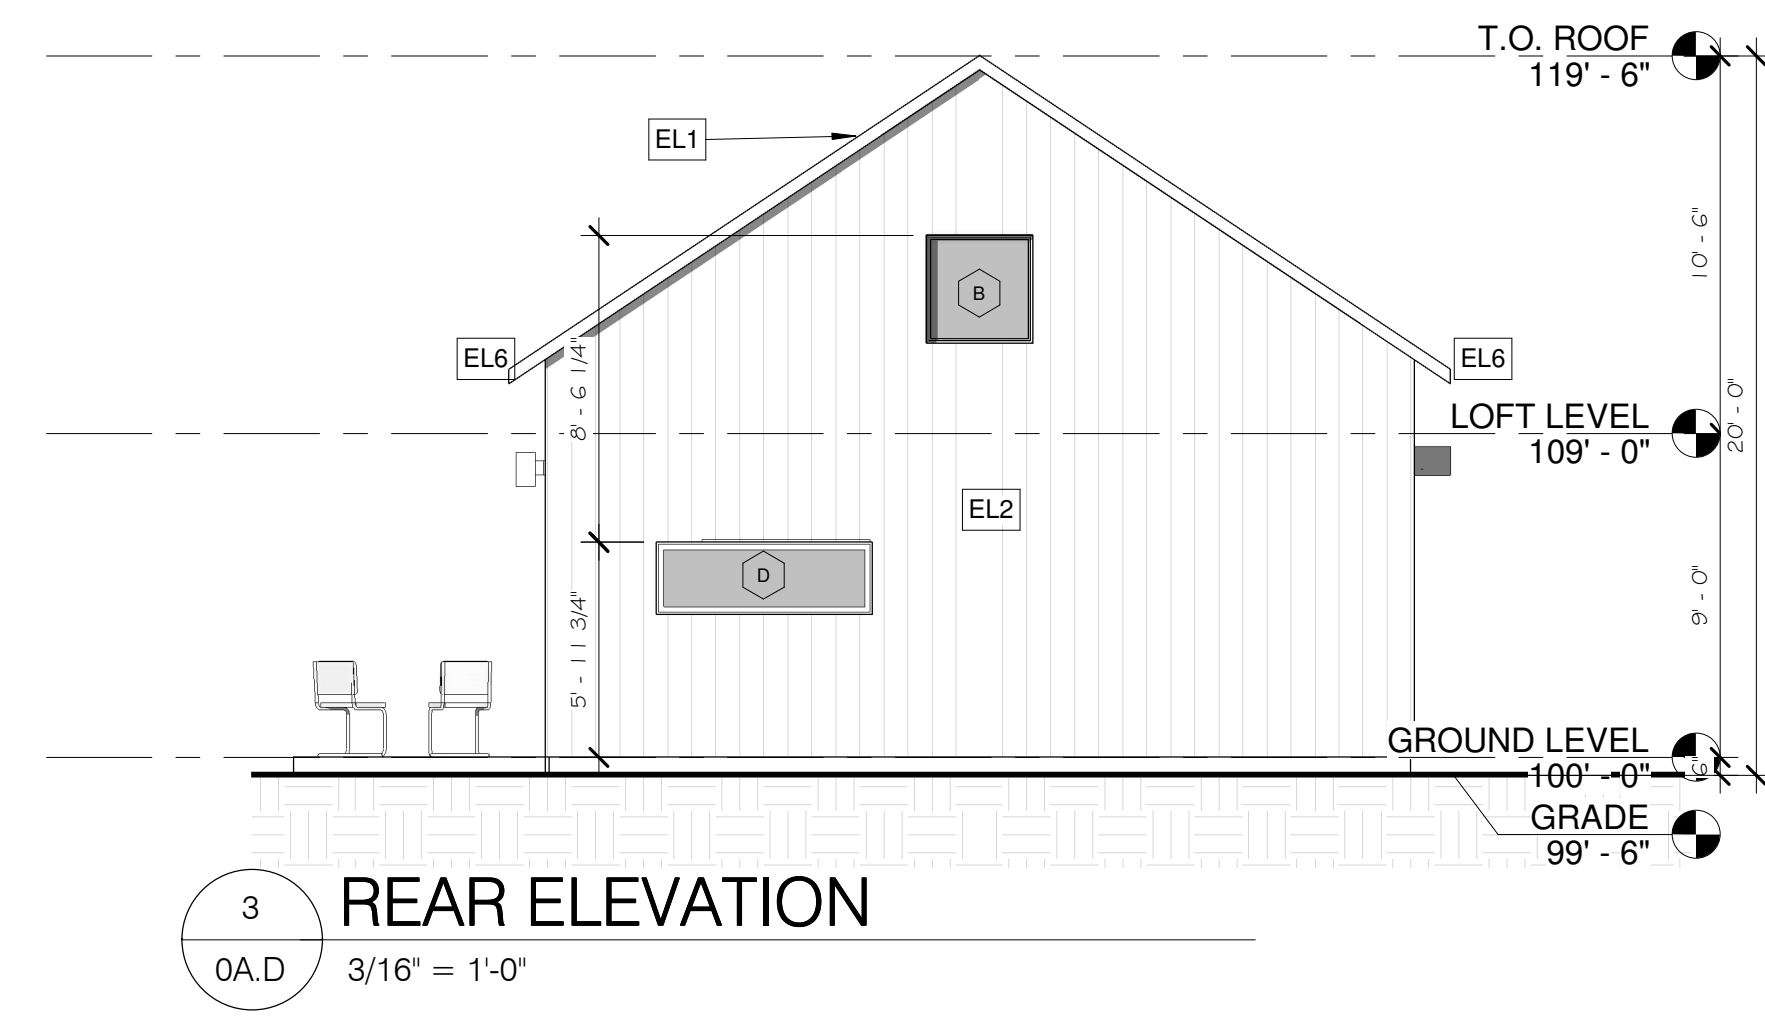 T.O. ROOF
119' - 6"
EL1
10' - 6"
B
8' - 6 1/4"
EL6
EL6
20' - 0"
LOFT LEVEL
109' - 0"
EL2
D
5' - 11 3/4"
9' - 0"
GROUND LEVEL
100' - 0"
6"
GRADE
99' - 6"
3
REAR ELEVATION
0A.D
3/16" = 1'-0"